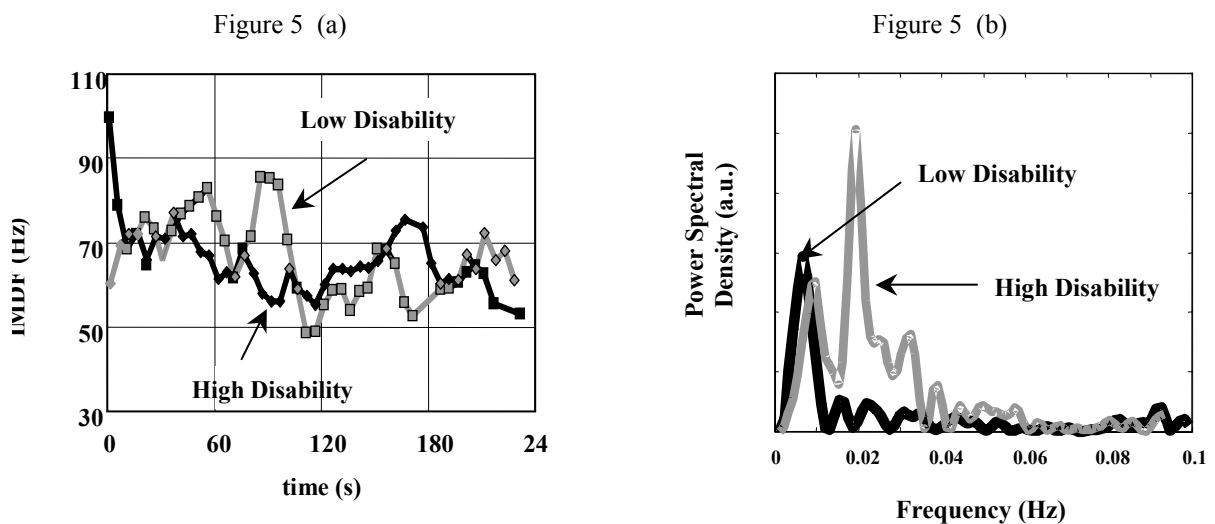 Figure 5 (a)
110
90
70
50
30
IMDF (Hz)
Low Disability
High Disability
0 60 120 180 24
time (s)
Figure 5 (b)
Power Spectral
Density (a.u.)
Low Disability
High Disability
0 0.02 0.04 0.06 0.08 0.1
Frequency (Hz)